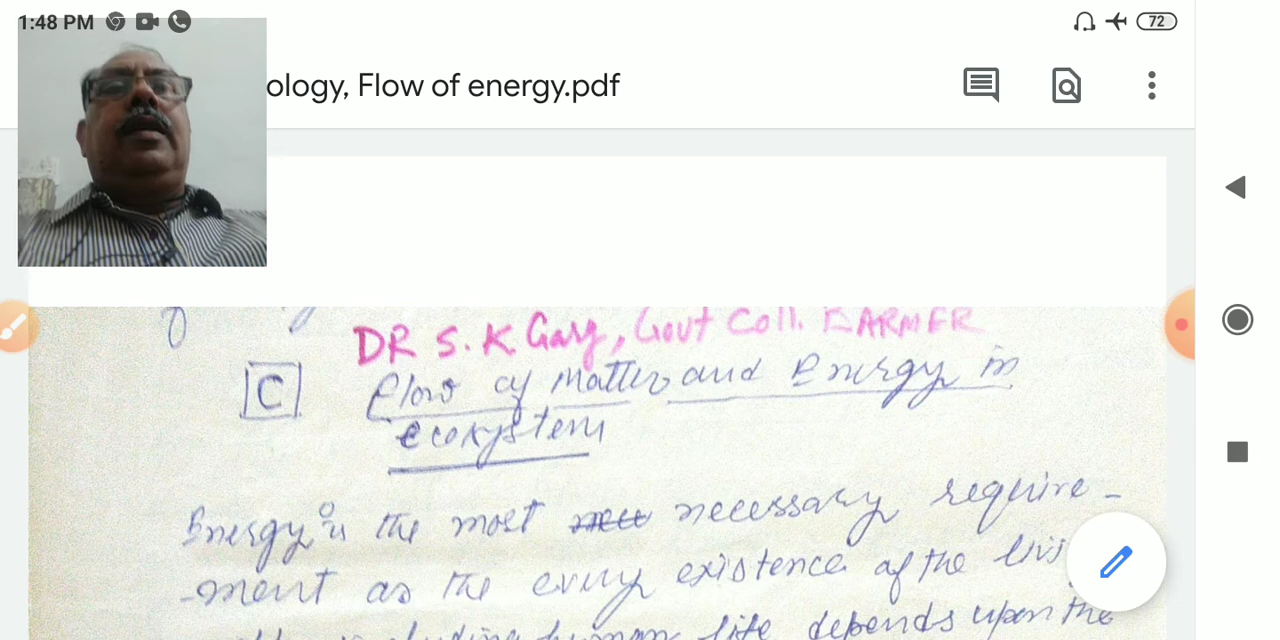 1:48 PM
72
ology, Flow of energy.pdf
DR S. K Garg, Govt Coll. BARMER
C Flow of Matter and Energy in
ecosystem
Energy is the most necessary require-
-ment as the every existence of the livi
human life depends upon the